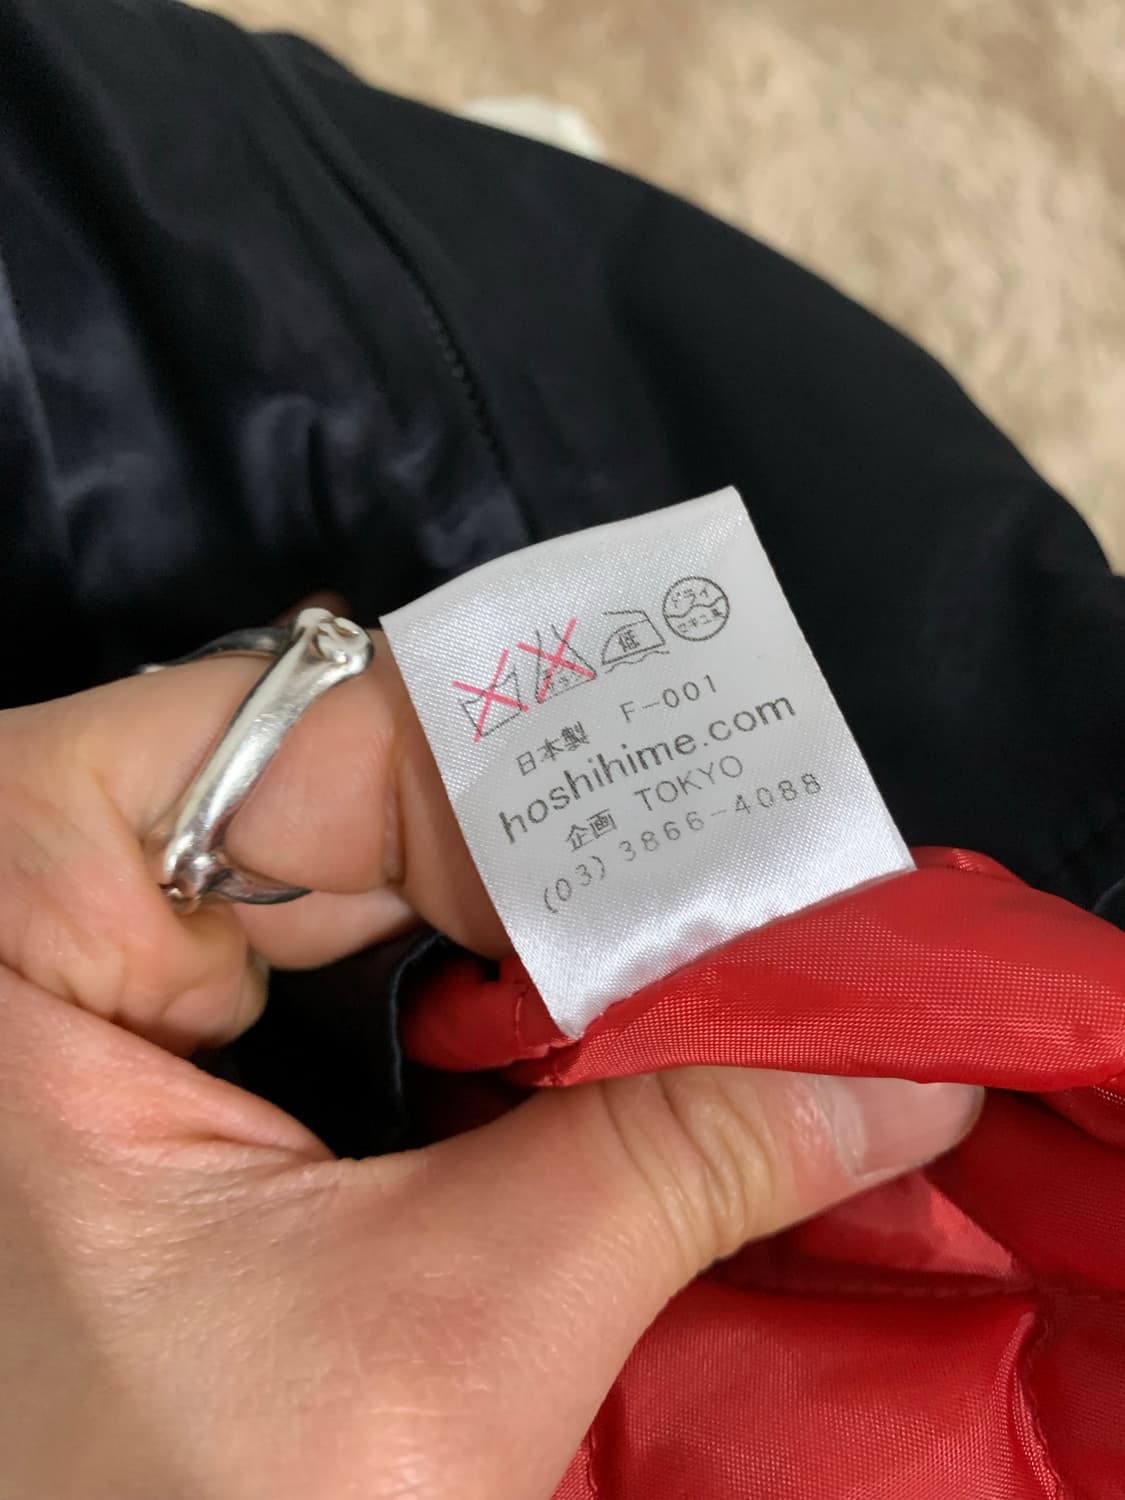 低
ドライ
セキユ系
日本製 F-001
hoshihime.com
企画 TOKYO
(03)3866-4088